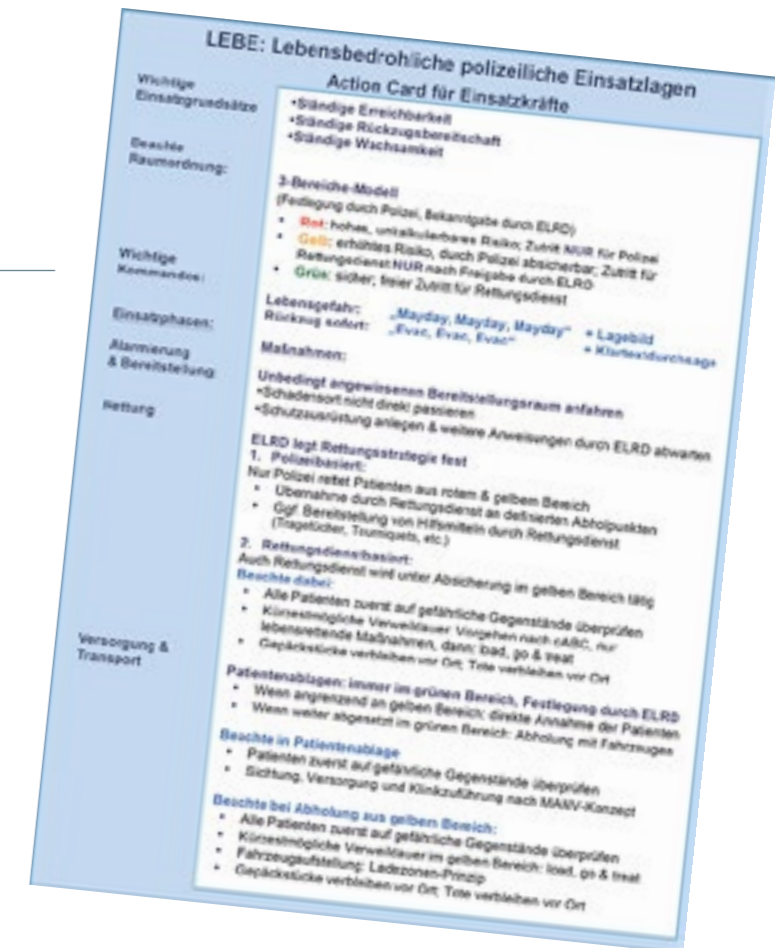 LEBE: Lebensbedrohliche polizeiliche Einsatzlagen
Action Card für Einsatzkräfte
Wichtige
Einsatzgrundsätze
•Ständige Erreichbarkeit
•Ständige Rückzugsbereitschaft
•Ständige Wachsamkeit
Beachte
Raumordnung:
3-Bereiche-Modell
(Festlegung durch Polizei, Bekanntgabe durch ELRD)
• Rot: hohes, unkalkulierbares Risiko; Zutritt NUR für Polizei
• Gelb: erhöhtes Risiko, durch Polizei absicherbar; Zutritt für
Rettungsdienst NUR nach Freigabe durch ELRD
• Grün: sicher; freier Zutritt für Rettungsdienst
Wichtige
Kommandos:
Lebensgefahr: „Mayday, Mayday, Mayday“ + Lagebild
Rückzug sofort: „Evac, Evac, Evac“ + Klartextdurchsage
Einsatzphasen:
Maßnahmen:
Alarmierung
& Bereitstellung
Unbedingt angewiesenen Bereitstellungsraum anfahren
•Schadensort nicht direkt passieren
•Schutzausrüstung anlegen & weitere Anweisungen durch ELRD abwarten
Rettung
ELRD legt Rettungsstrategie fest
1. Polizeibasiert:
Nur Polizei rettet Patienten aus rotem & gelbem Bereich
• Übernahme durch Rettungsdienst an definierten Abholpunkten
• Ggf. Bereitstellung von Hilfsmitteln durch Rettungsdienst
(Tragetücher, Tourniquets, etc.)
2. Rettungsdienstbasiert:
Auch Rettungsdienst wird unter Absicherung im gelben Bereich tätig
Beachte dabei:
• Alle Patienten zuerst auf gefährliche Gegenstände überprüfen
• Kürzestmögliche Verweildauer: Vorgehen nach cABC, nur
lebensrettende Maßnahmen, dann: load, go & treat
• Gepäckstücke verbleiben vor Ort; Tote verbleiben vor Ort
Versorgung &
Transport
Patientenablagen: immer im grünen Bereich, Festlegung durch ELRD
• Wenn angrenzend an gelben Bereich: direkte Annahme der Patienten
• Wenn weiter abgesetzt im grünen Bereich: Abholung mit Fahrzeugen
Beachte in Patientenablage
• Patienten zuerst auf gefährliche Gegenstände überprüfen
• Sichtung, Versorgung und Klinikzuführung nach MANV-Konzept
Beachte bei Abholung aus gelbem Bereich:
• Alle Patienten zuerst auf gefährliche Gegenstände überprüfen
• Kürzestmögliche Verweildauer im gelben Bereich: load, go & treat
• Fahrzeugaufstellung: Ladezonen-Prinzip
• Gepäckstücke verbleiben vor Ort; Tote verbleiben vor Ort